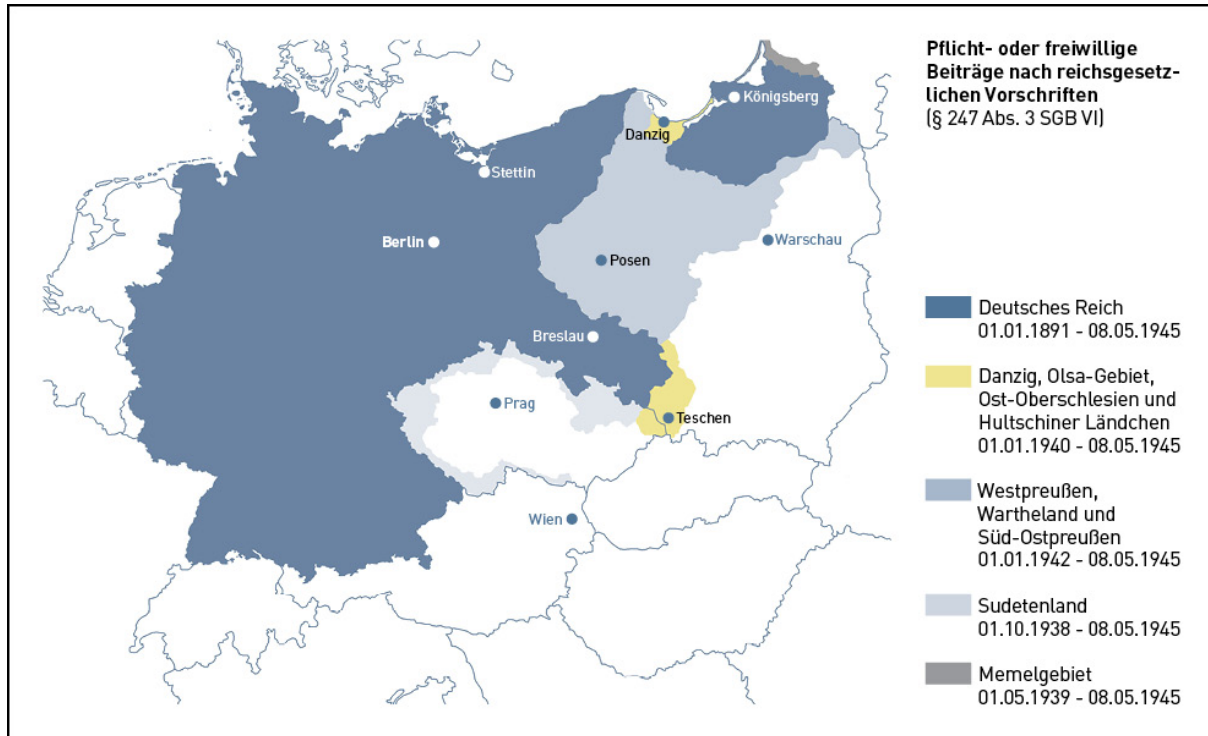 Pflicht- oder freiwillige
Beiträge nach reichsgesetz-
lichen Vorschriften
(§ 247 Abs. 3 SGB VI)
Königsberg
Danzig
Stettin
Berlin
Warschau
Posen
Breslau
Prag
Teschen
Wien
Deutsches Reich
01.01.1891 - 08.05.1945
Danzig, Olsa-Gebiet,
Ost-Oberschlesien und
Hultschiner Ländchen
01.01.1940 - 08.05.1945
Westpreußen,
Wartheland und
Süd-Ostpreußen
01.01.1942 - 08.05.1945
Sudetenland
01.10.1938 - 08.05.1945
Memelgebiet
01.05.1939 - 08.05.1945